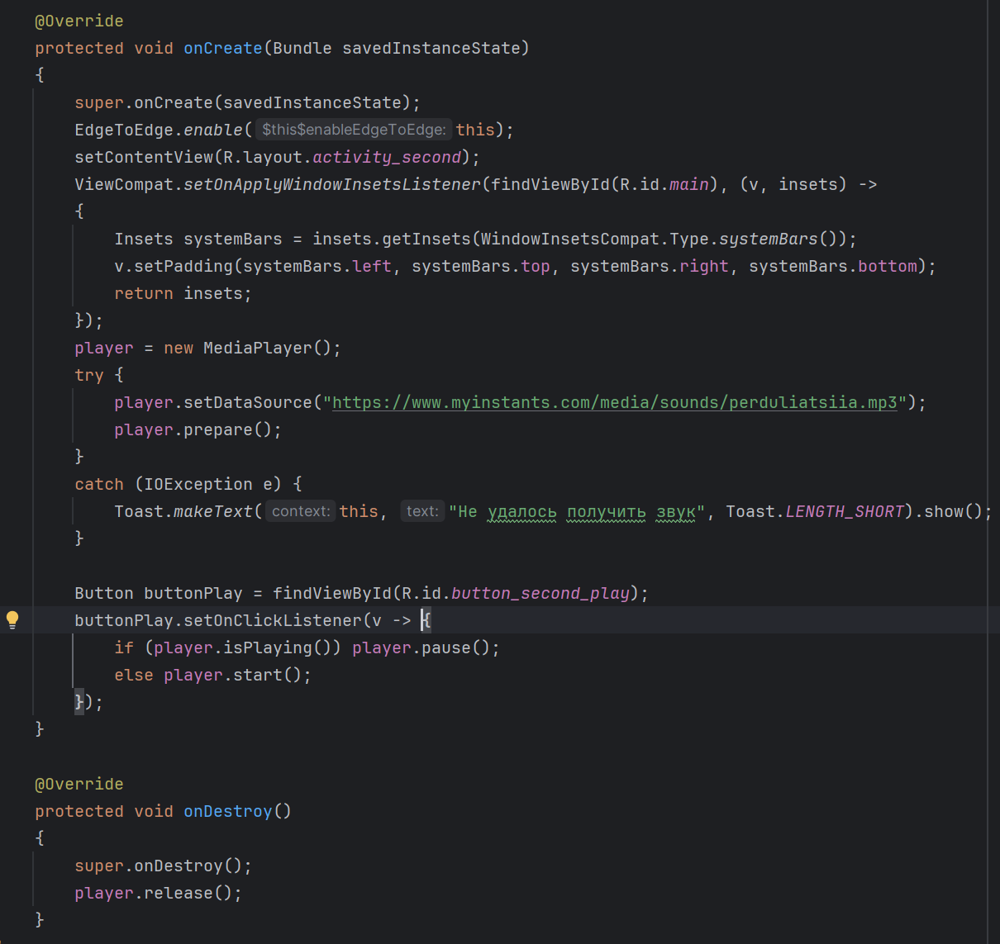 @Override
protected void onCreate(Bundle savedInstanceState)
{
super.onCreate(savedInstanceState);
EdgeToEdge.enable( $this$enableEdgeToEdge: this);
setContentView(R.layout.activity_second);
ViewCompat.setOnApplyWindowInsetsListener(findViewById(R.id.main), (v, insets) ->
{
Insets systemBars = insets.getInsets(WindowInsetsCompat.Type.systemBars());
v.setPadding(systemBars.left, systemBars.top, systemBars.right, systemBars.bottom);
return insets;
});
player = new MediaPlayer();
try {
player.setDataSource("https://www.myinstants.com/media/sounds/perduliatsiia.mp3");
player.prepare();
}
catch (IOException e) {
Toast.makeText( context: this, text: "Не удалось получить звук", Toast.LENGTH_SHORT).show();
}
Button buttonPlay = findViewById(R.id.button_second_play);
buttonPlay.setOnClickListener(v -> {
if (player.isPlaying()) player.pause();
else player.start();
});
}
@Override
protected void onDestroy()
{
super.onDestroy();
player.release();
}